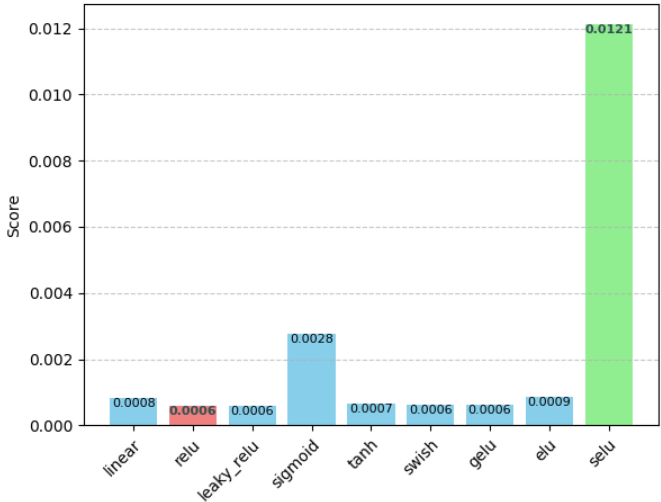 Score
0.012
0.010
0.008
0.006
0.004
0.002
0.000
0.0008
0.0006
0.0006
0.0028
0.0007
0.0006
0.0006
0.0009
0.0121
linear
relu
leaky_relu
sigmoid
tanh
swish
gelu
elu
selu